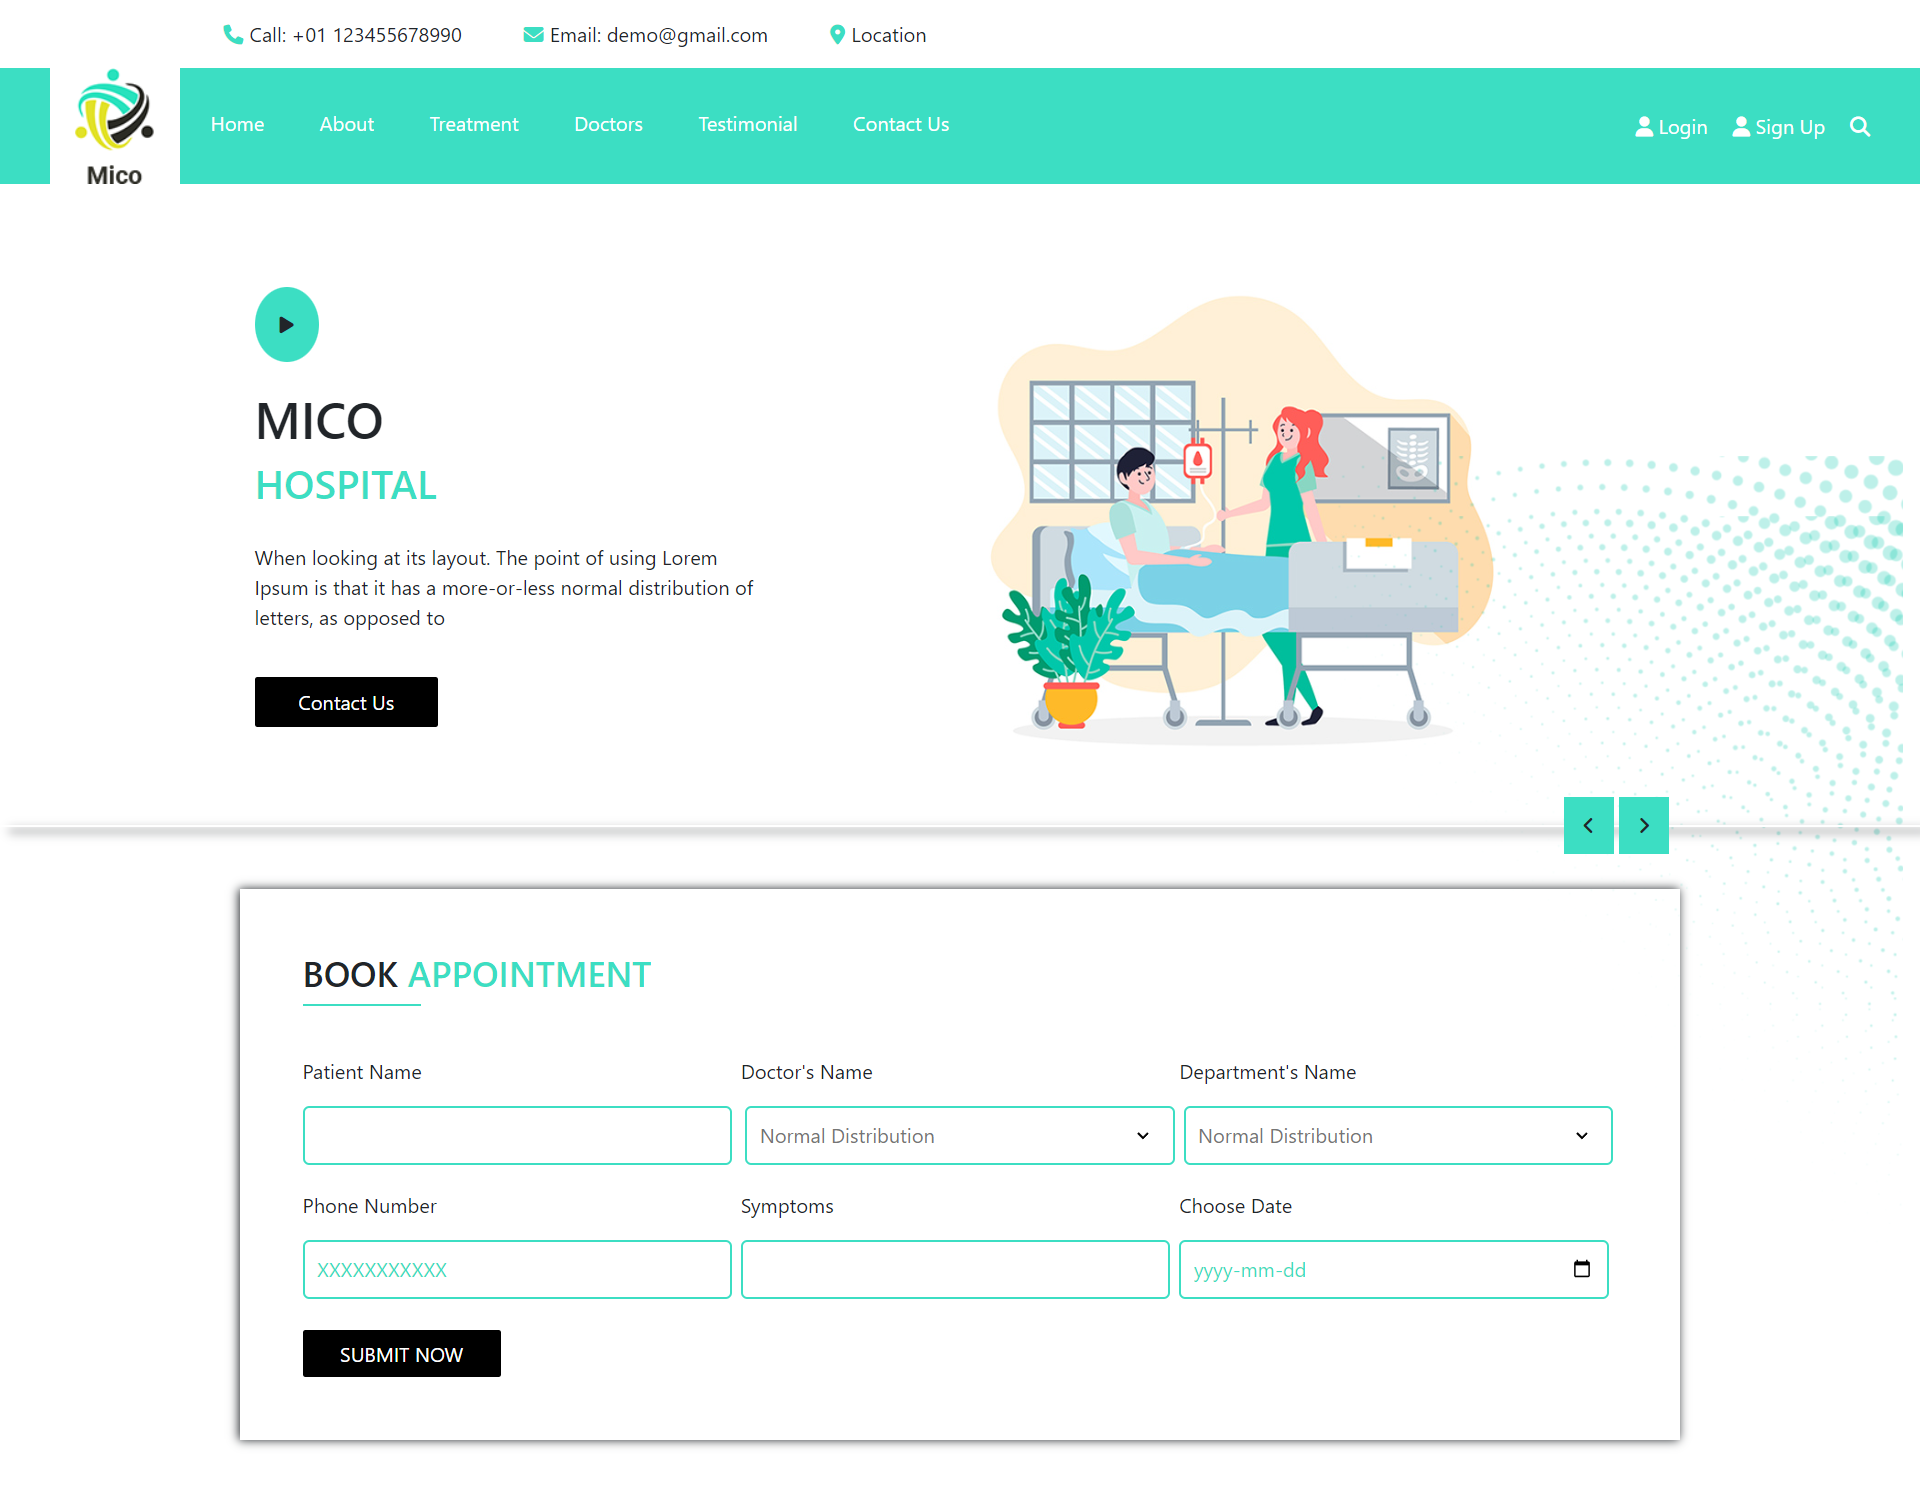 Call: +01 123455678990 Email: demo@gmail.com Location
Mico
Home About Treatment Doctors Testimonial Contact Us Login Sign Up
MICO
HOSPITAL
When looking at its layout. The point of using Lorem
Ipsum is that it has a more-or-less normal distribution of
letters, as opposed to
Contact Us
BOOK APPOINTMENT
Patient Name Doctor's Name Department's Name
Normal Distribution Normal Distribution
Phone Number Symptoms Choose Date
XXXXXXXXXXX yyyy-mm-dd
SUBMIT NOW